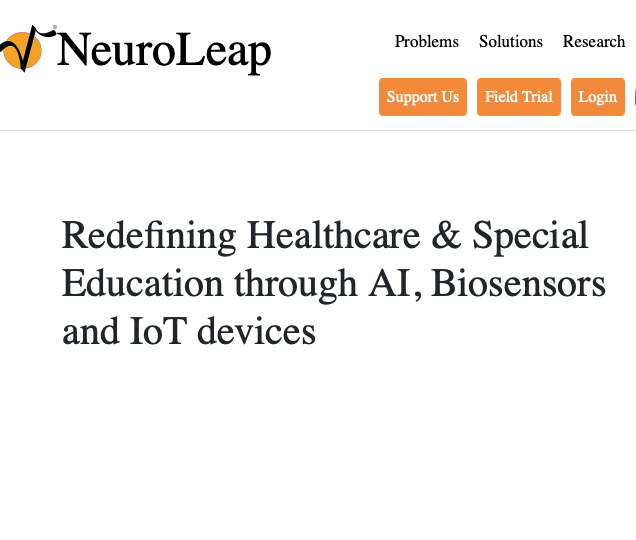 NeuroLeap
Problems Solutions Research
Support Us Field Trial Login
Redefining Healthcare & Special
Education through AI, Biosensors
and IoT devices